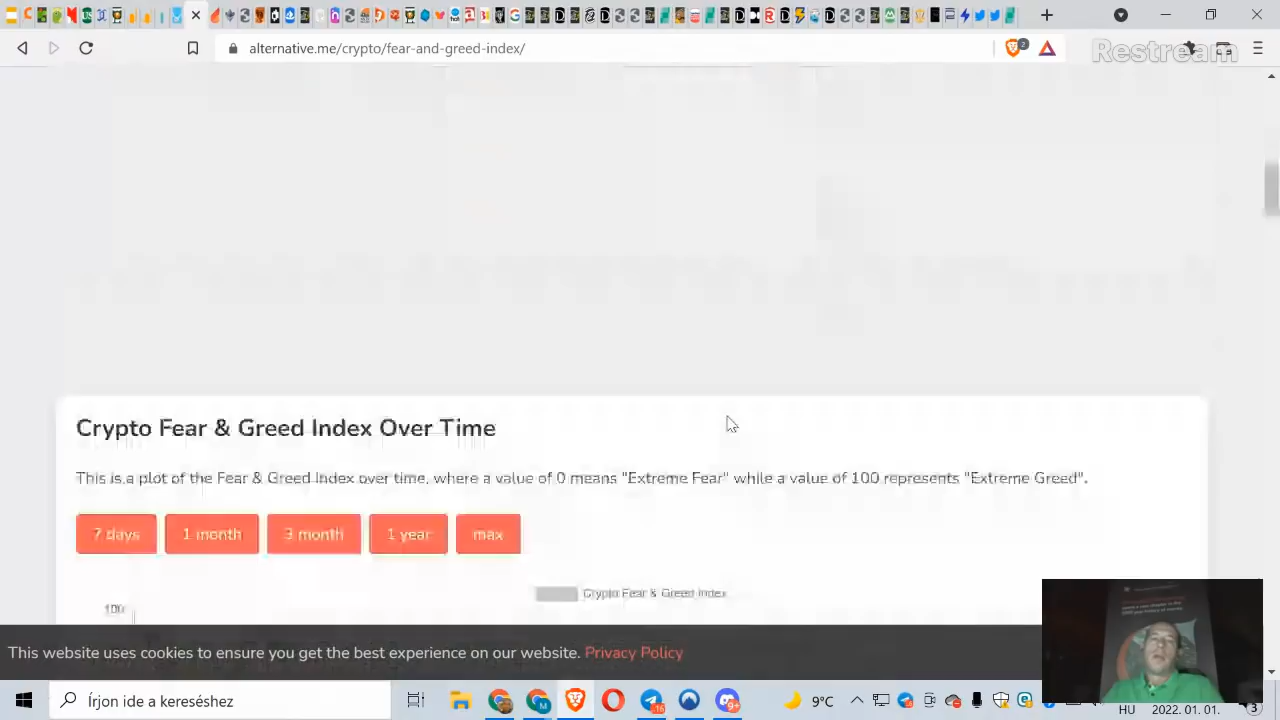 alternative.me/crypto/fear-and-greed-index/
2
Restream
Crypto Fear & Greed Index Over Time
This is a plot of the Fear & Greed Index over time, where a value of 0 means "Extreme Fear" while a value of 100 represents "Extreme Greed".
7 days 1 month 3 month 1 year max
Crypto Fear & Greed Index
100
This website uses cookies to ensure you get the best experience on our website. Privacy Policy
Írjon ide a kereséshez
16
9+
9°C
HU 2022. 01. 01.
3